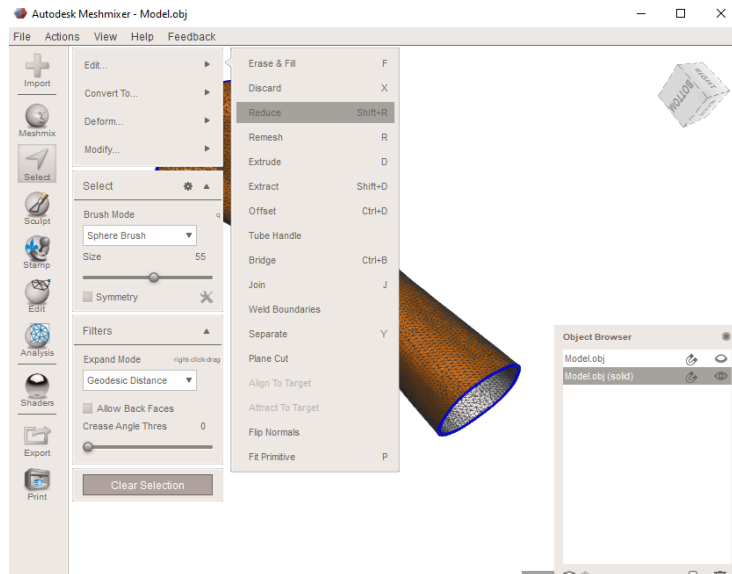 Autodesk Meshmixer - Model.obj
File Actions View Help Feedback
Import
Meshmix
Select
Sculpt
Stamp
Edit
Analysis
Shaders
Export
Print
Edit...
Convert To...
Deform...
Modify...
Select
Brush Mode q
Sphere Brush
Size 55
Symmetry
Filters
Expand Mode right-click-drag
Geodesic Distance
Allow Back Faces
Crease Angle Thres 0
Clear Selection
Erase & Fill F
Discard X
Reduce Shift+R
Remesh R
Extrude D
Extract Shift+D
Offset Ctrl+D
Tube Handle
Bridge Ctrl+B
Join J
Weld Boundaries
Separate Y
Plane Cut
Align To Target
Attract To Target
Flip Normals
Fit Primitive P
RIGHT
BOTTOM
Object Browser
Model.obj
Model.obj (solid)